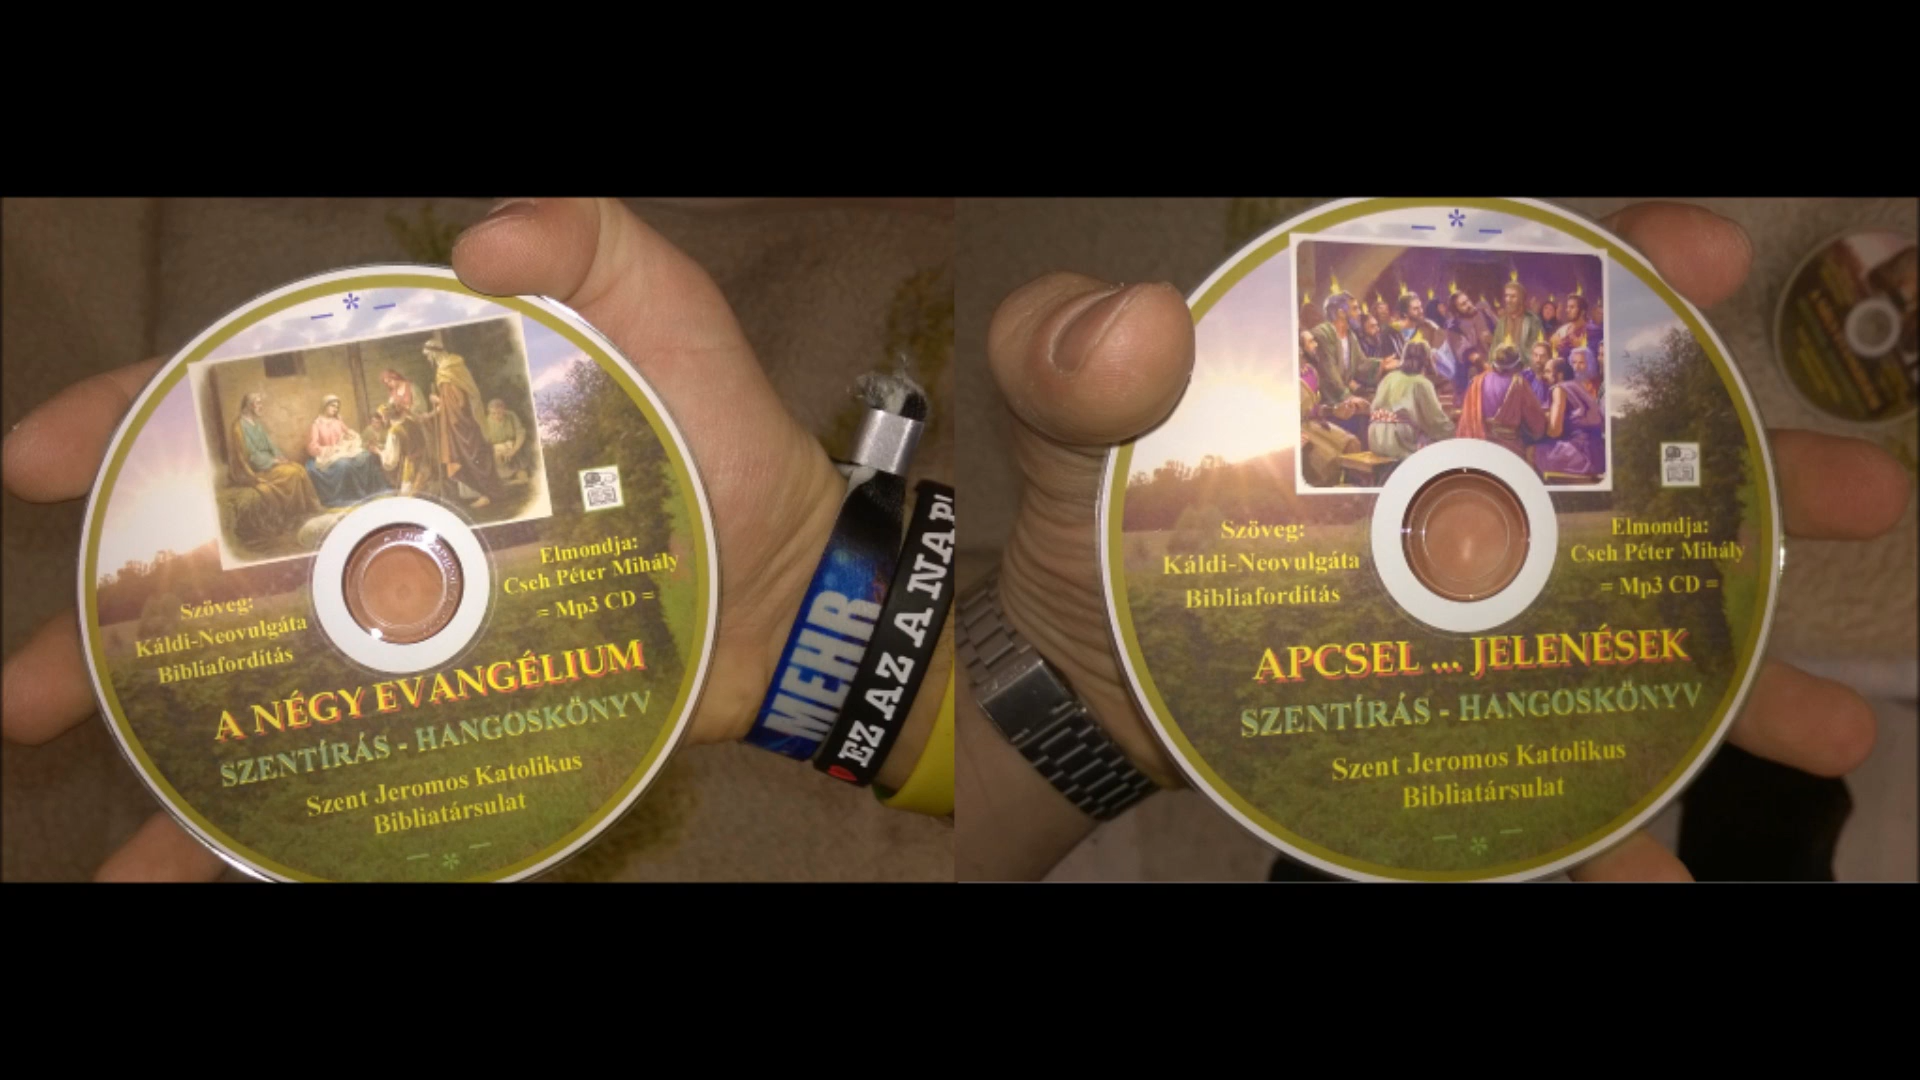 – * –
Szöveg:
Káldi-Neovulgáta
Bibliafordítás
Elmondja:
Cseh Péter Mihály
= Mp3 CD =
A NÉGY EVANGÉLIUM
SZENTÍRÁS - HANGOSKÖNYV
Szent Jeromos Katolikus
Bibliatársulat
– * –
MEHR
EZ AZ A NAP!
– * –
Szöveg:
Káldi-Neovulgáta
Bibliafordítás
Elmondja:
Cseh Péter Mihály
= Mp3 CD =
APCSEL ... JELENÉSEK
SZENTÍRÁS - HANGOSKÖNYV
Szent Jeromos Katolikus
Bibliatársulat
– * –